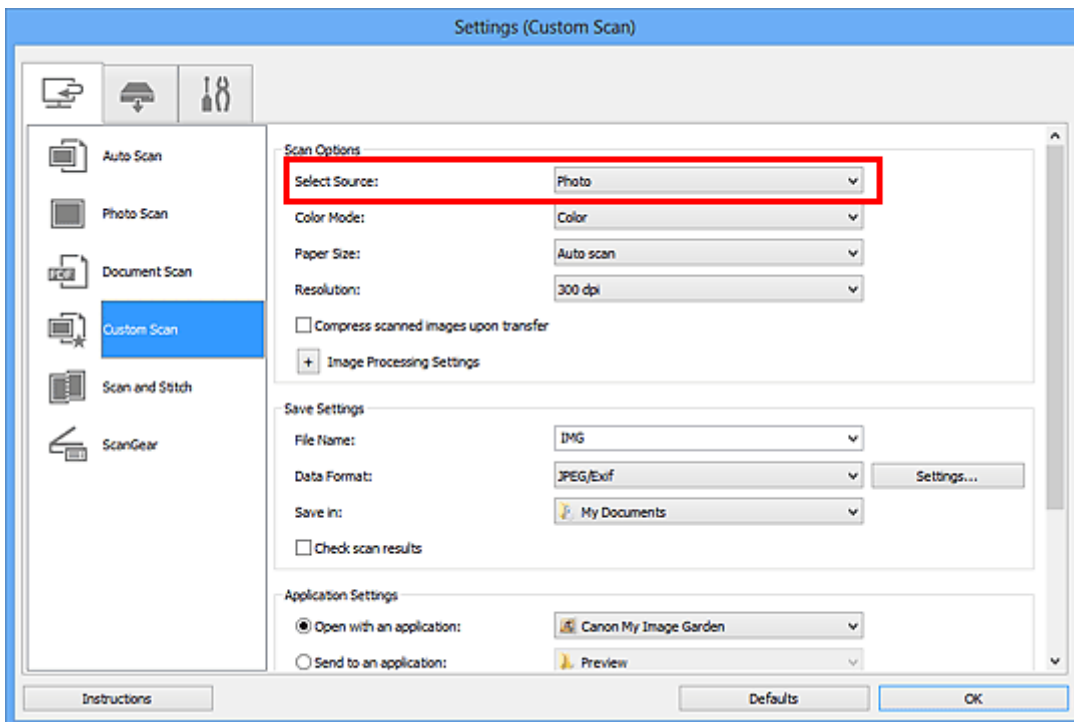 Settings (Custom Scan)
Auto Scan
Photo Scan
Document Scan
Custom Scan
Scan and Stitch
ScanGear
Scan Options
Select Source: Photo
Color Mode: Color
Paper Size: Auto scan
Resolution: 300 dpi
Compress scanned images upon transfer
+ Image Processing Settings
Save Settings
File Name: IMG
Data Format: JPEG/Exif Settings...
Save in: My Documents
Check scan results
Application Settings
Open with an application: Canon My Image Garden
Send to an application: Preview
Instructions Defaults OK